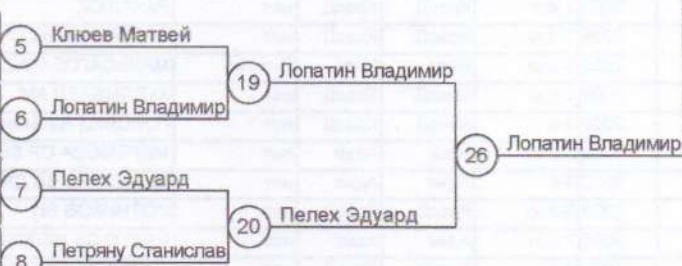 5 Клюев Матвей
19 Лопатин Владимир
6 Лопатин Владимир
26 Лопатин Владимир
7 Пелех Эдуард
20 Пелех Эдуард
8 Петряну Станислав